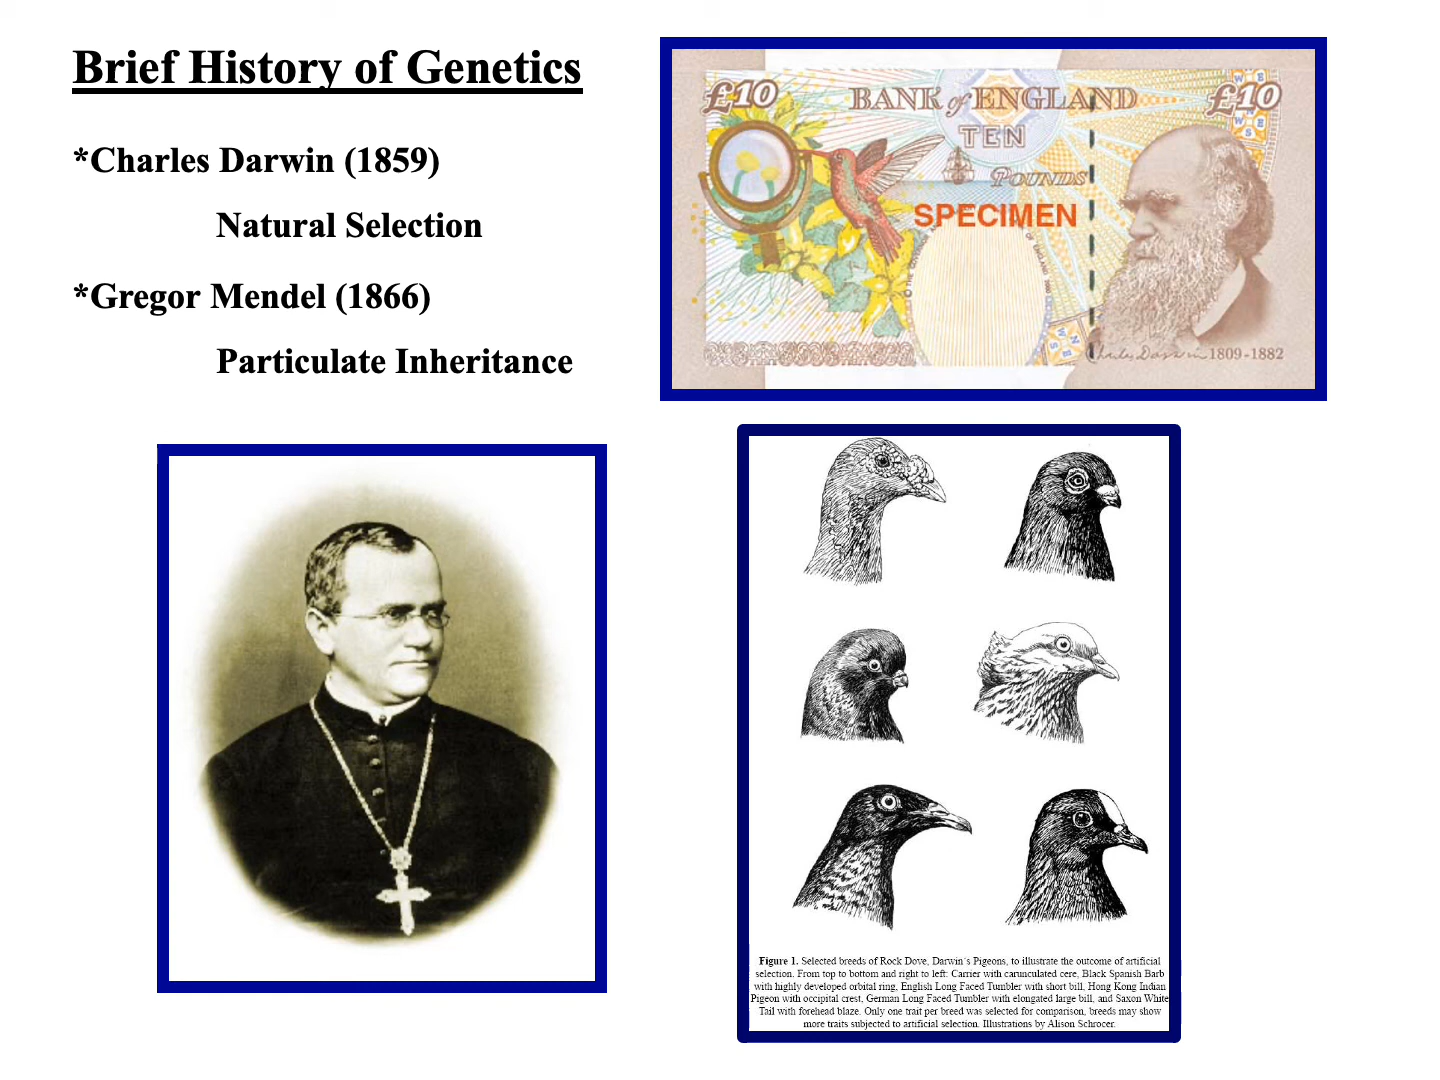 Brief History of Genetics
*Charles Darwin (1859)
Natural Selection
*Gregor Mendel (1866)
Particulate Inheritance
£10
BANK of ENGLAND
£10
TEN
POUNDS
SPECIMEN
Charles Darwin 1809-1882
Figure 1. Selected breeds of Rock Dove, Darwin's Pigeons, to illustrate the outcome of artificial
selection. From top to bottom and right to left: Carrier with carunculated cere, Black Spanish Barb
with highly developed orbital ring, English Long Faced Tumbler with short bill, Hong Kong Indian
Pigeon with occipital crest, German Long Faced Tumbler with elongated large bill, and Saxon White
Tail with forehead blaze. Only one trait per breed was selected for comparison, breeds may show
more traits subjected to artificial selection. Illustrations by Alison Schroeer.